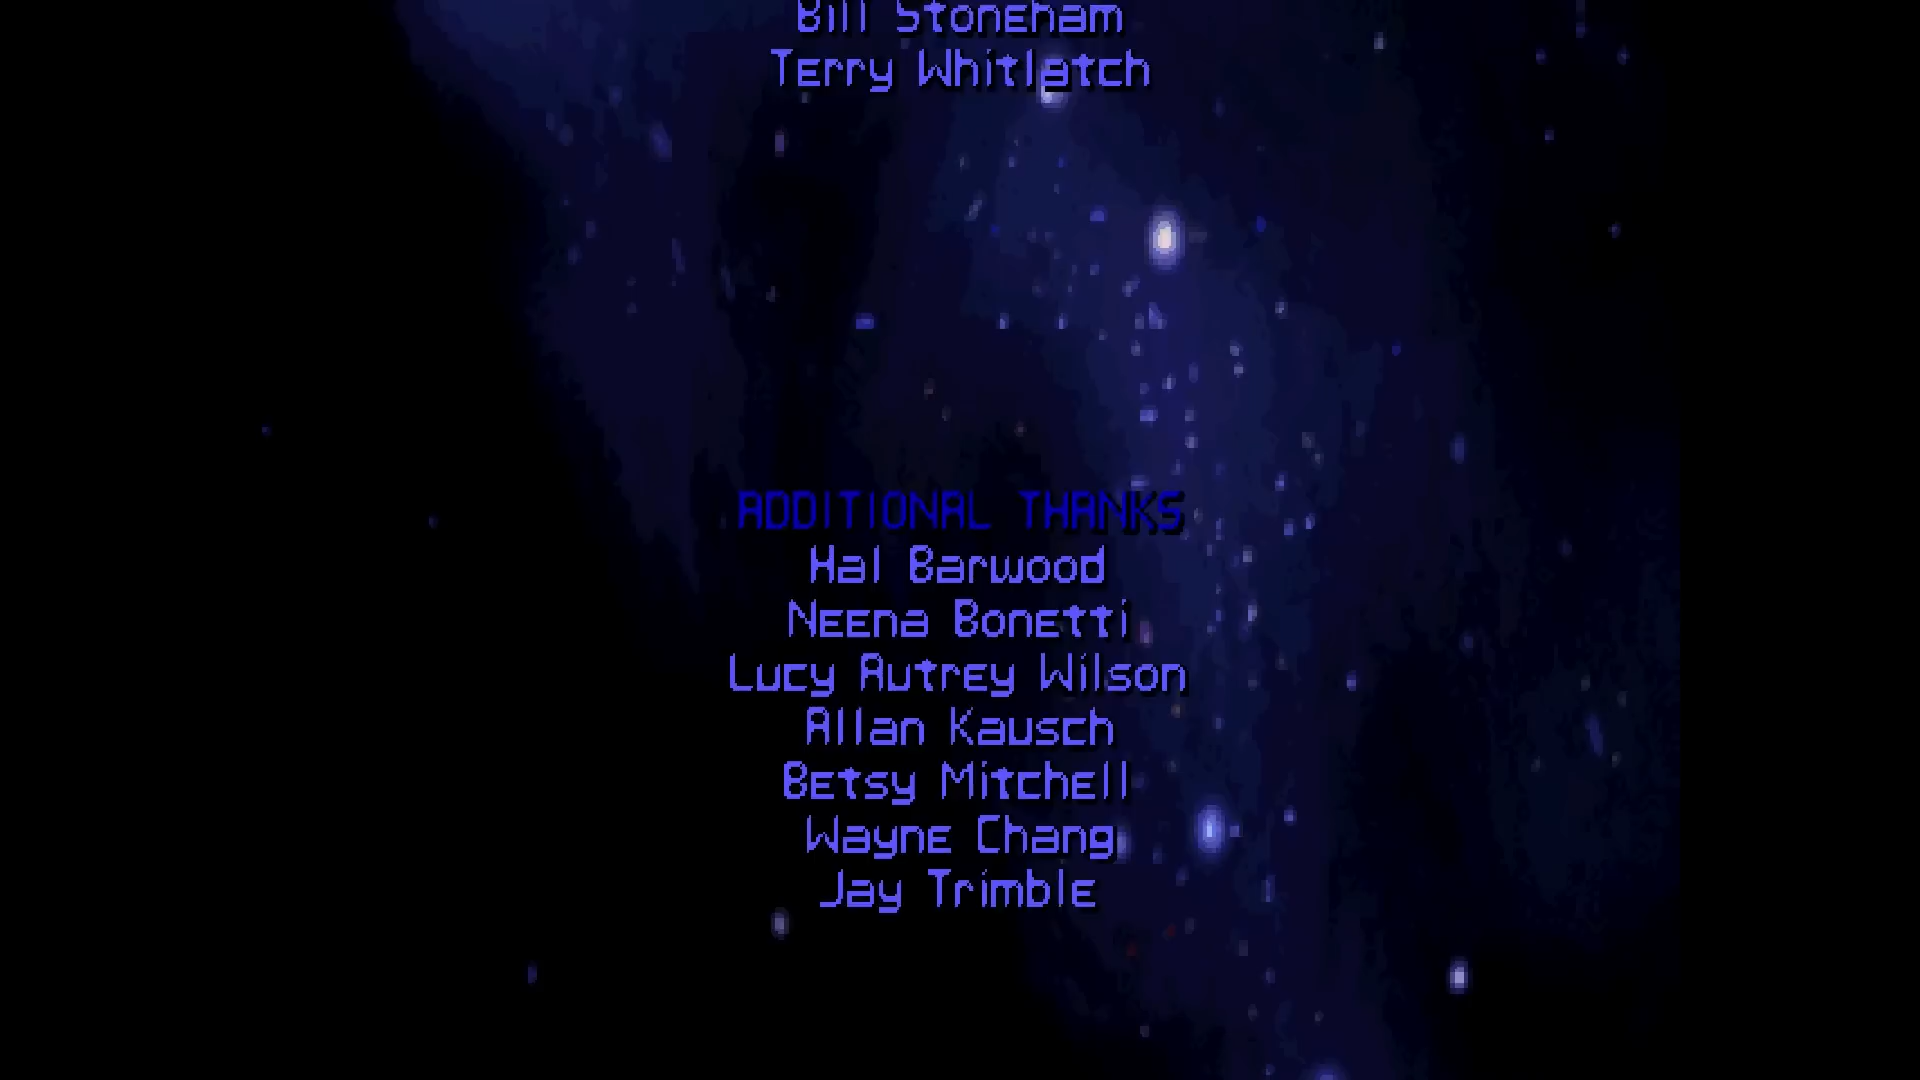 Bill Stoneham
Terry Whitlatch
ADDITIONAL THANKS
Hal Barwood
Neena Bonetti
Lucy Autrey Wilson
Allan Kausch
Betsy Mitchell
Wayne Chang
Jay Trimble